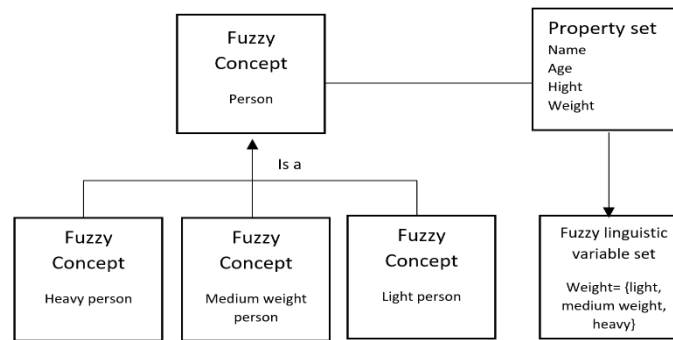 Fuzzy
Concept
Person
Property set
Name
Age
Hight
Weight
Is a
Fuzzy
Concept
Heavy person
Fuzzy
Concept
Medium weight
person
Fuzzy
Concept
Light person
Fuzzy linguistic
variable set
Weight= {light,
medium weight,
heavy}